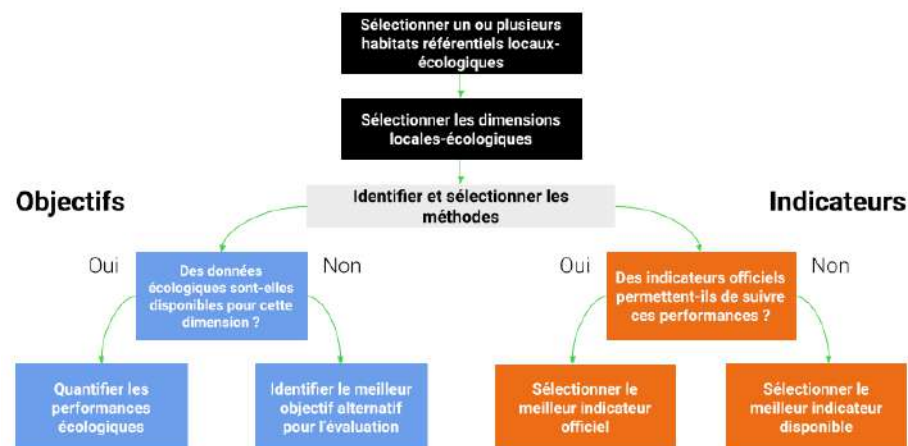 Sélectionner un ou plusieurs
habitats référentiels locaux-
écologiques
Sélectionner les dimensions
locales-écologiques
Identifier et sélectionner les
méthodes
Objectifs
Indicateurs
Oui
Des données
écologiques sont-elles
disponibles pour cette
dimension ?
Non
Oui
Des indicateurs officiels
permettent-ils de suivre
ces performances ?
Non
Quantifier les
performances
écologiques
Identifier le meilleur
objectif alternatif
pour l'évaluation
Sélectionner le
meilleur indicateur
officiel
Sélectionner le
meilleur indicateur
disponible